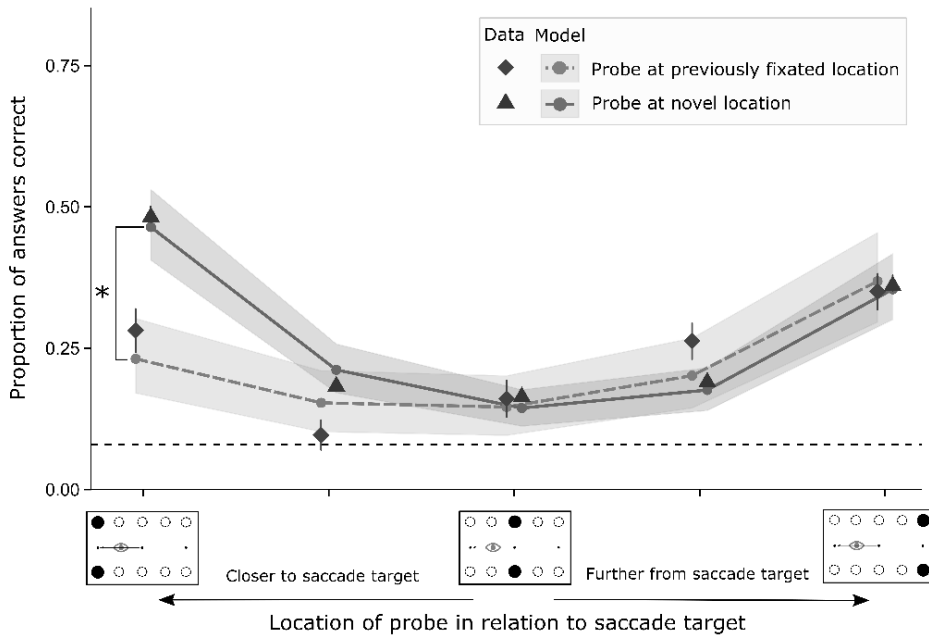 Data Model
Probe at previously fixated location
Probe at novel location
Proportion of answers correct
0.75
0.50
0.25
0.00
*
Closer to saccade target
Further from saccade target
Location of probe in relation to saccade target